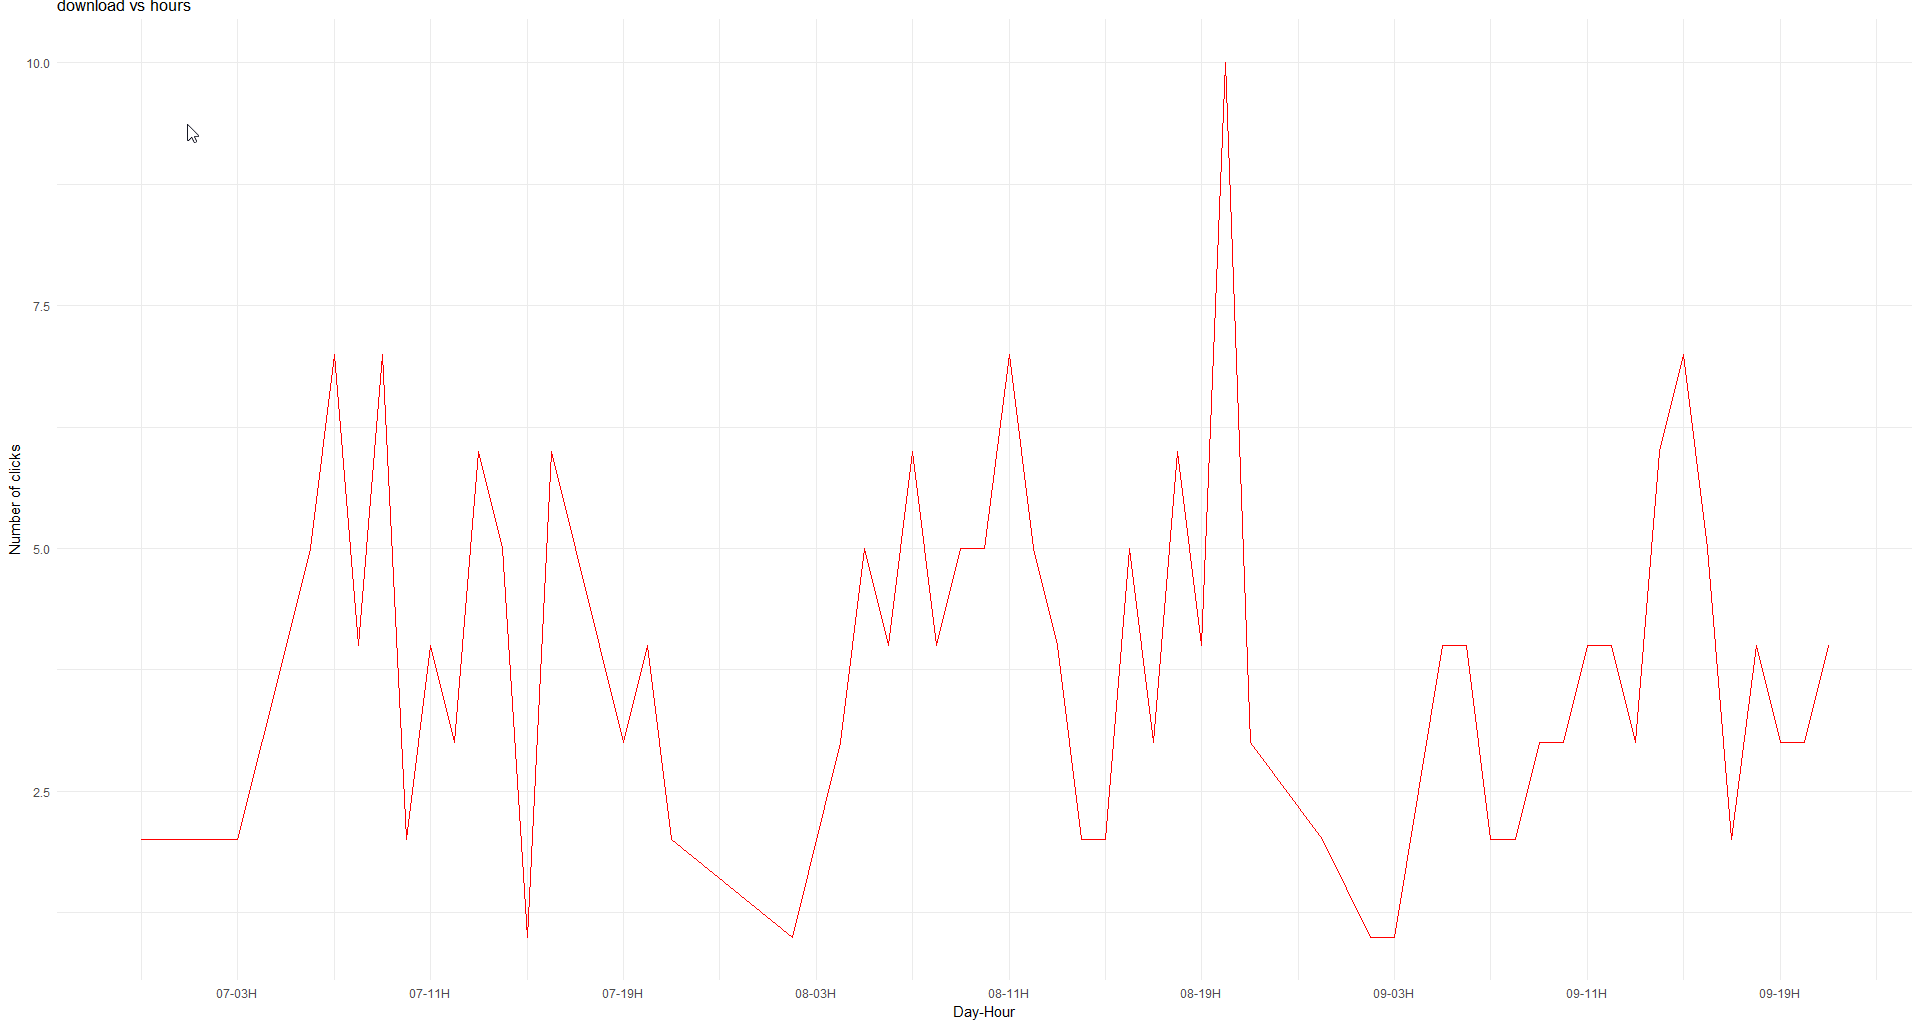 download vs hours
10.0
7.5
5.0
2.5
Number of clicks
07-03H
07-11H
07-19H
08-03H
08-11H
08-19H
09-03H
09-11H
09-19H
Day-Hour